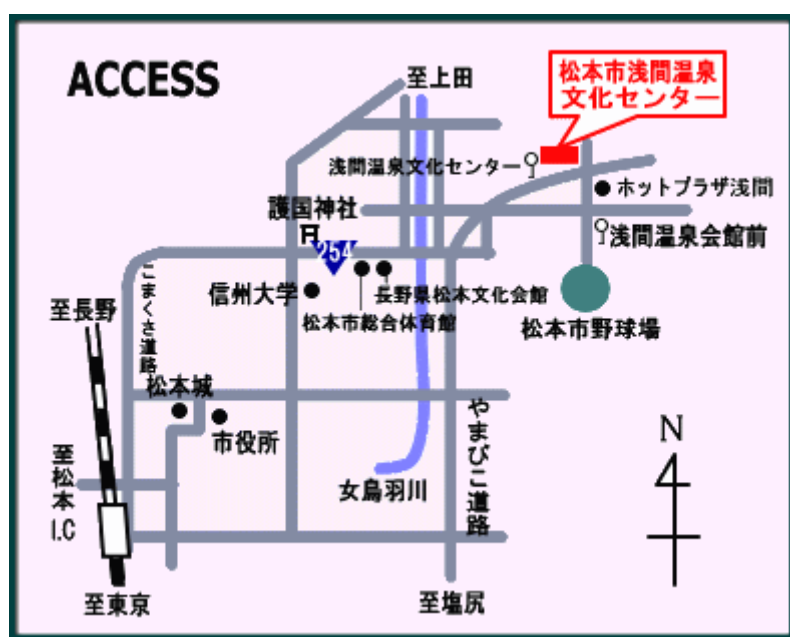 ACCESS
至上田
松本市浅間温泉
文化センター
浅間温泉文化センター
ホットプラザ浅間
護国神社
254
浅間温泉会館前
こまくさ道路
信州大学
長野県松本文化会館
至長野
松本市総合体育館
松本市野球場
松本城
やまびこ道路
市役所
N
至松本I.C
女鳥羽川
至東京
至塩尻